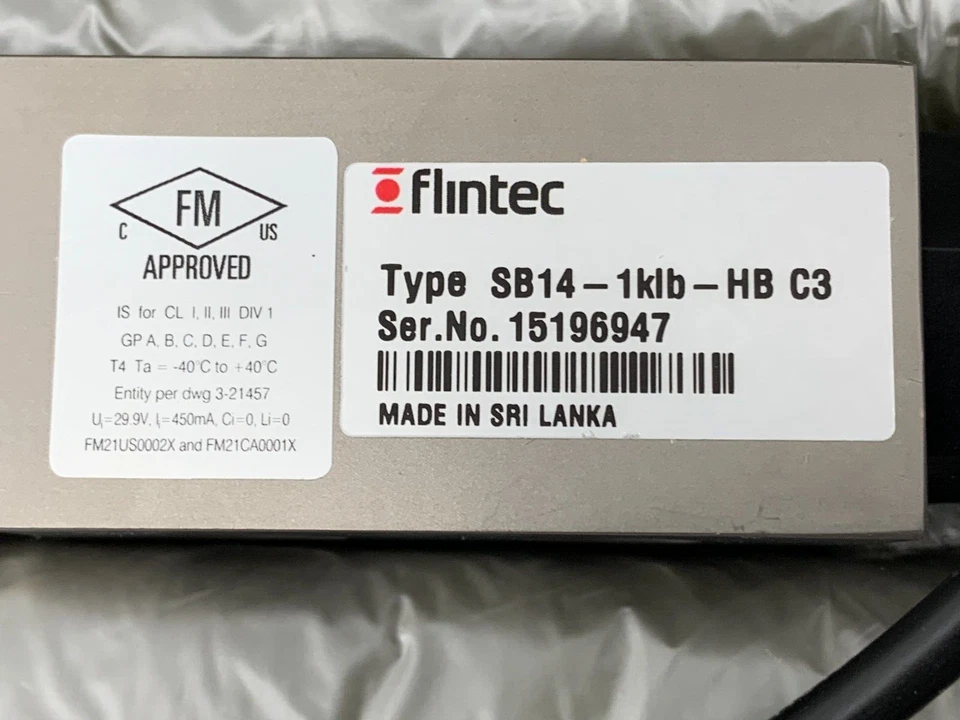 FM
C US
APPROVED
IS for CL I, II, III DIV 1
GP A, B, C, D, E, F, G
T4 Ta = -40°C to +40°C
Entity per dwg 3-21457
Ui=29.9V, Ii=450mA, Ci=0, Li=0
FM21US0002X and FM21CA0001X
flintec
Type SB14-1klb-HB C3
Ser.No. 15196947
MADE IN SRI LANKA